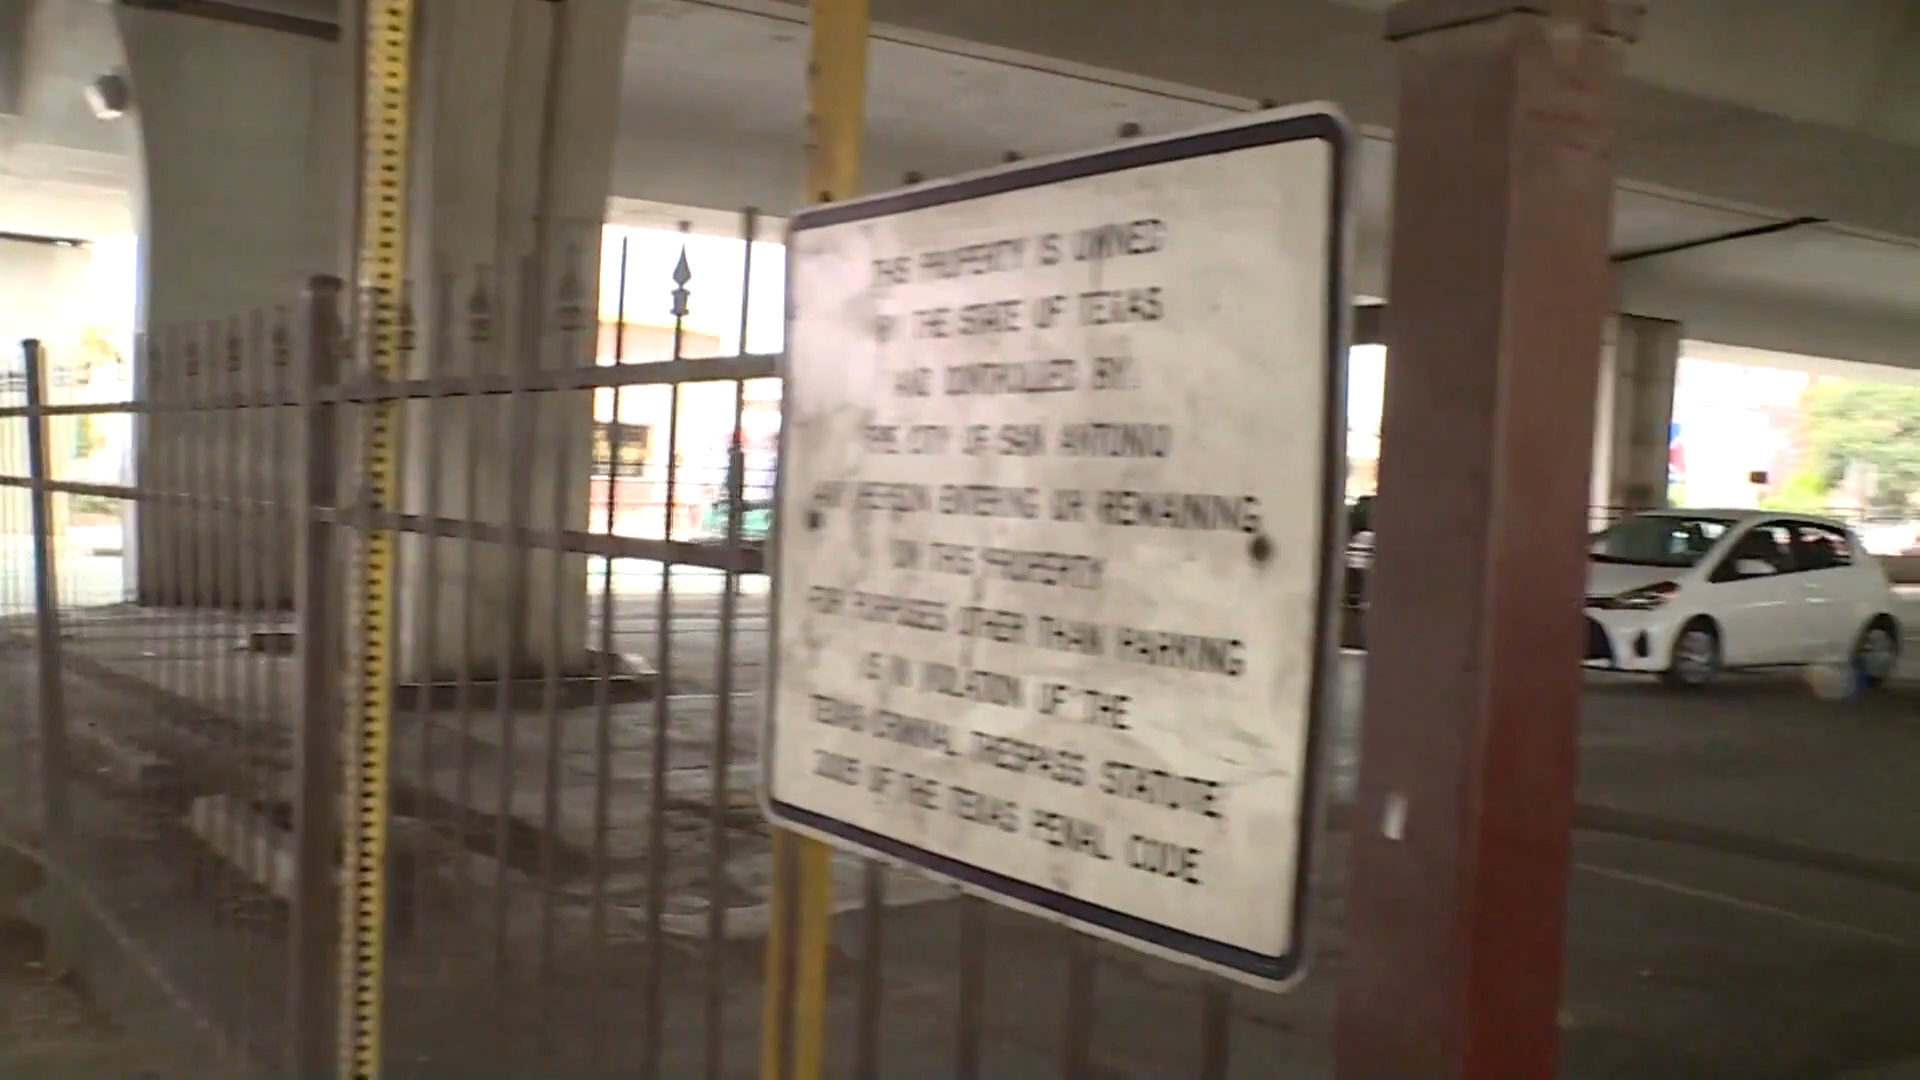 THIS PROPERTY IS OWNED
BY THE STATE OF TEXAS
AND CONTROLLED BY:
THE CITY OF SAN ANTONIO
ANY PERSON ENTERING OR REMAINING
ON THIS PROPERTY
FOR PURPOSES OTHER THAN PARKING
IS IN VIOLATION OF THE
TEXAS CRIMINAL TRESPASS STATUTE
OF THE TEXAS PENAL CODE